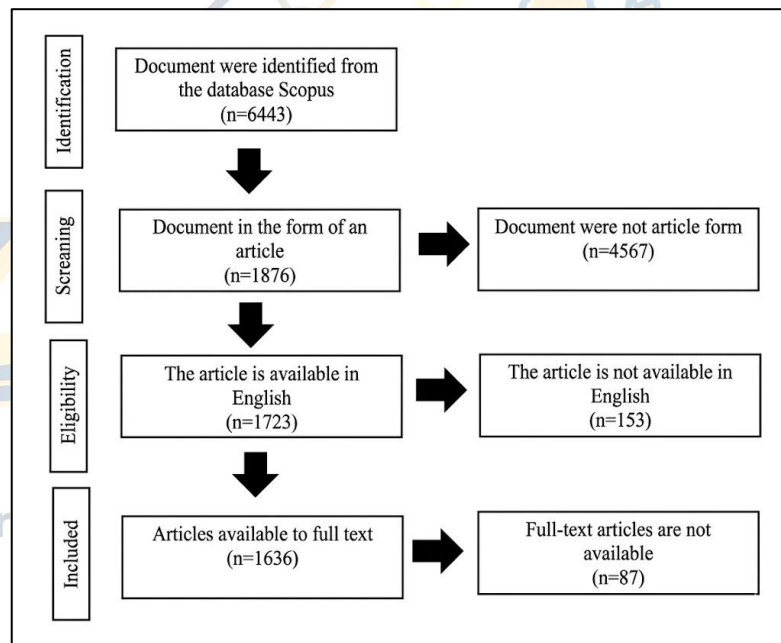 Identification
Document were identified from
the database Scopus
(n=6443)
Screaning
Document in the form of an
article
(n=1876)
Document were not article form
(n=4567)
Eligibility
The article is available in
English
(n=1723)
The article is not available in
English
(n=153)
Included
Articles available to full text
(n=1636)
Full-text articles are not
available
(n=87)